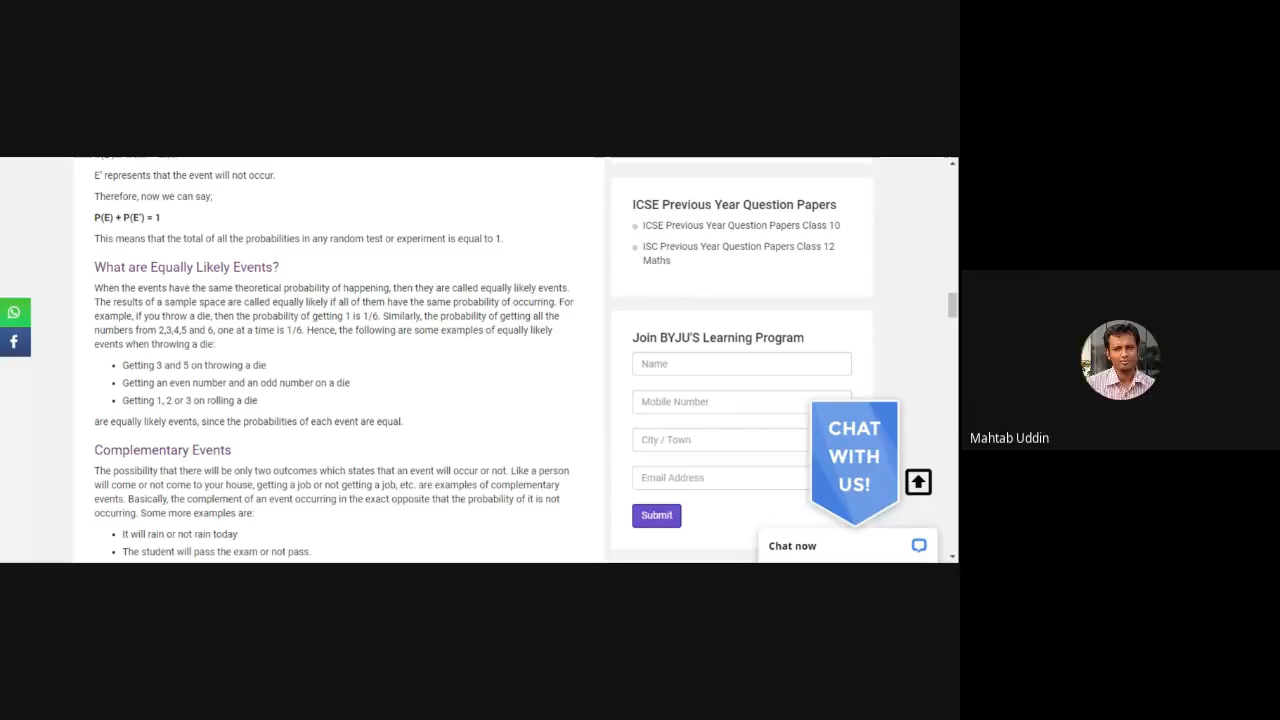 E' represents that the event will not occur.
Therefore, now we can say;
P(E) + P(E') = 1
This means that the total of all the probabilities in any random test or experiment is equal to 1.
What are Equally Likely Events?
When the events have the same theoretical probability of happening, then they are called equally likely events.
The results of a sample space are called equally likely if all of them have the same probability of occurring. For
example, if you throw a die, then the probability of getting 1 is 1/6. Similarly, the probability of getting all the
numbers from 2,3,4,5 and 6, one at a time is 1/6. Hence, the following are some examples of equally likely
events when throwing a die:
Getting 3 and 5 on throwing a die
Getting an even number and an odd number on a die
Getting 1, 2 or 3 on rolling a die
are equally likely events, since the probabilities of each event are equal.
Complementary Events
The possibility that there will be only two outcomes which states that an event will occur or not. Like a person
will come or not come to your house, getting a job or not getting a job, etc. are examples of complementary
events. Basically, the complement of an event occurring in the exact opposite that the probability of it is not
occurring. Some more examples are:
It will rain or not rain today
The student will pass the exam or not pass.
ICSE Previous Year Question Papers
ICSE Previous Year Question Papers Class 10
ISC Previous Year Question Papers Class 12
Maths
Join BYJU'S Learning Program
Name
Mobile Number
City / Town
Email Address
Submit
CHAT
WITH
US!
Chat now
Mahtab Uddin